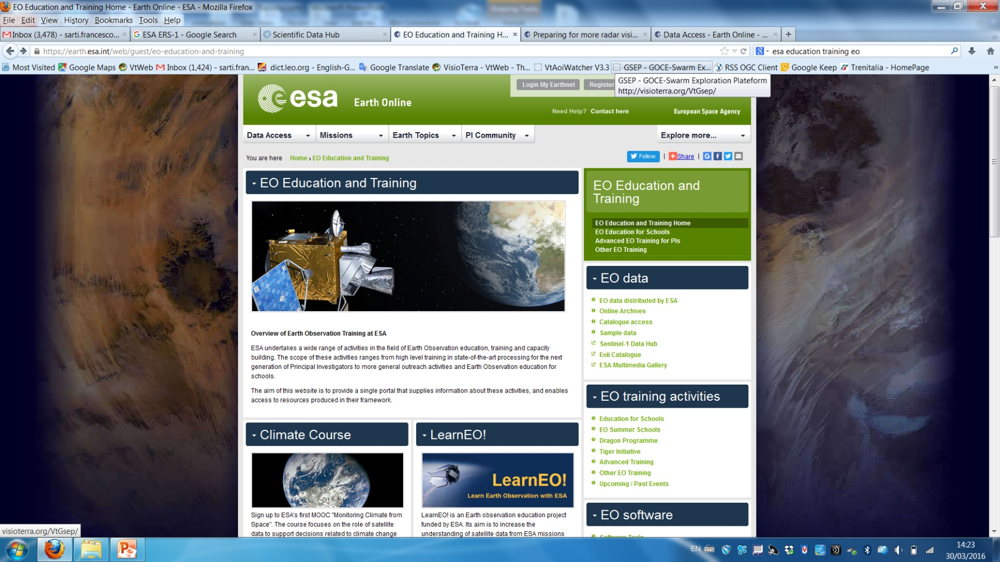 EO Education and Training Home - Earth Online - ESA - Mozilla Firefox
File Edit View History Bookmarks Tools Help
Inbox (3,478) - sarti.francesco...
ESA ERS-1 - Google Search
Scientific Data Hub
EO Education and Training H...
Preparing for more radar visi...
Data Access - Earth Online - ...
https://earth.esa.int/web/guest/eo-education-and-training
esa education training eo
Most Visited Google Maps VtWeb Inbox (1,424) - sarti.fran... dict.leo.org - English-G... Google Translate VisioTerra - VtWeb - Th... VtAoiWatcher V3.3 GSEP - GOCE-Swarm Ex... RSS OGC Client Google Keep Trenitalia - HomePage
GSEP - GOCE-Swarm Exploration Plateform
http://visioterra.org/VtGsep/
Login My Earthnet Register
esa Earth Online
Need Help? Contact here
European Space Agency
Data Access Missions Earth Topics PI Community Explore more...
You are here Home › EO Education and Training
Follow | Share |
EO Education and Training
Overview of Earth Observation Training at ESA
ESA undertakes a wide range of activities in the field of Earth Observation education, training and capacity
building. The scope of these activities ranges from high level training in state-of-the-art processing for the next
generation of Principal Investigators to more general outreach activities and Earth Observation education for
schools.
The aim of this website is to provide a single portal that supplies information about these activities, and enables
access to resources produced in their framework.
Climate Course
Sign up to ESA's first MOOC "Monitoring Climate from
Space". The course focuses on the role of satellite
data to support decisions related to climate change
LearnEO!
LearnEO!
Learn Earth Observation with ESA
LearnEO! is an Earth observation education project
funded by ESA. Its aim is to increase the
understanding of satellite data from ESA missions
EO Education and
Training
EO Education and Training Home
EO Education for Schools
Advanced EO Training for PIs
Other EO Training
EO data
EO data distributed by ESA
Online Archives
Catalogue access
Sample data
Sentinel-1 Data Hub
Eoli Catalogue
ESA Multimedia Gallery
EO training activities
Education for Schools
EO Summer Schools
Dragon Programme
Tiger Initiative
Advanced Training
Other EO Training
Upcoming / Past Events
EO software
Software Tools
visioterra.org/VtGsep/
EN
14:23
30/03/2016